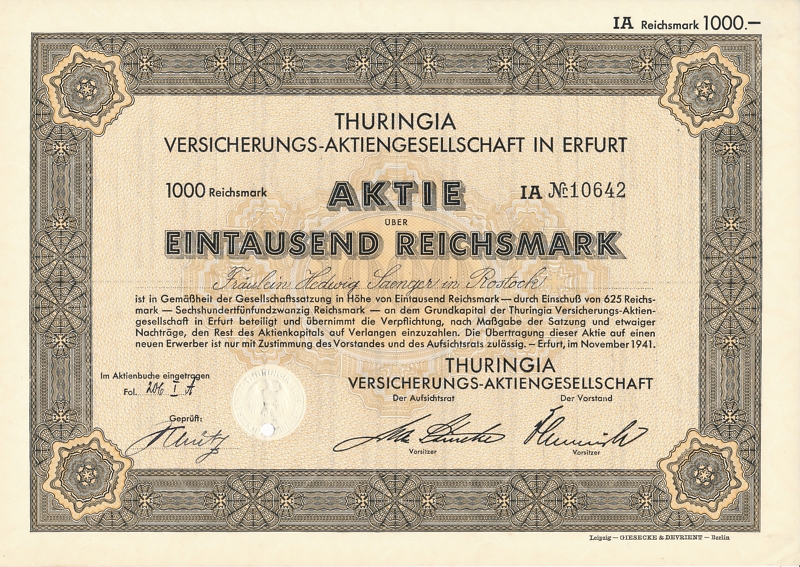 IA Reichsmark 1000.—
THURINGIA
VERSICHERUNGS-AKTIENGESELLSCHAFT IN ERFURT
1000 Reichsmark AKTIE IA № 10642
ÜBER
EINTAUSEND REICHSMARK
Fräulein Hedwig Saenger in Rostock
ist in Gemäßheit der Gesellschaftssatzung in Höhe von Eintausend Reichsmark — durch Einschuß von 625 Reichs-
mark — Sechshundertfünfundzwanzig Reichsmark — an dem Grundkapital der Thuringia Versicherungs-Aktien-
gesellschaft in Erfurt beteiligt und übernimmt die Verpflichtung, nach Maßgabe der Satzung und etwaiger
Nachträge, den Rest des Aktienkapitals auf Verlangen einzuzahlen. Die Übertragung dieser Aktie auf einen
neuen Erwerber ist nur mit Zustimmung des Vorstandes und des Aufsichtsrats zulässig. — Erfurt, im November 1941.
THURINGIA
VERSICHERUNGS-AKTIENGESELLSCHAFT
Im Aktienbuche eingetragen
Fol. 206 I A
Der Aufsichtsrat Der Vorstand
Geprüft:
Vorsitzer Vorsitzer
Leipzig — GIESECKE & DEVRIENT — Berlin